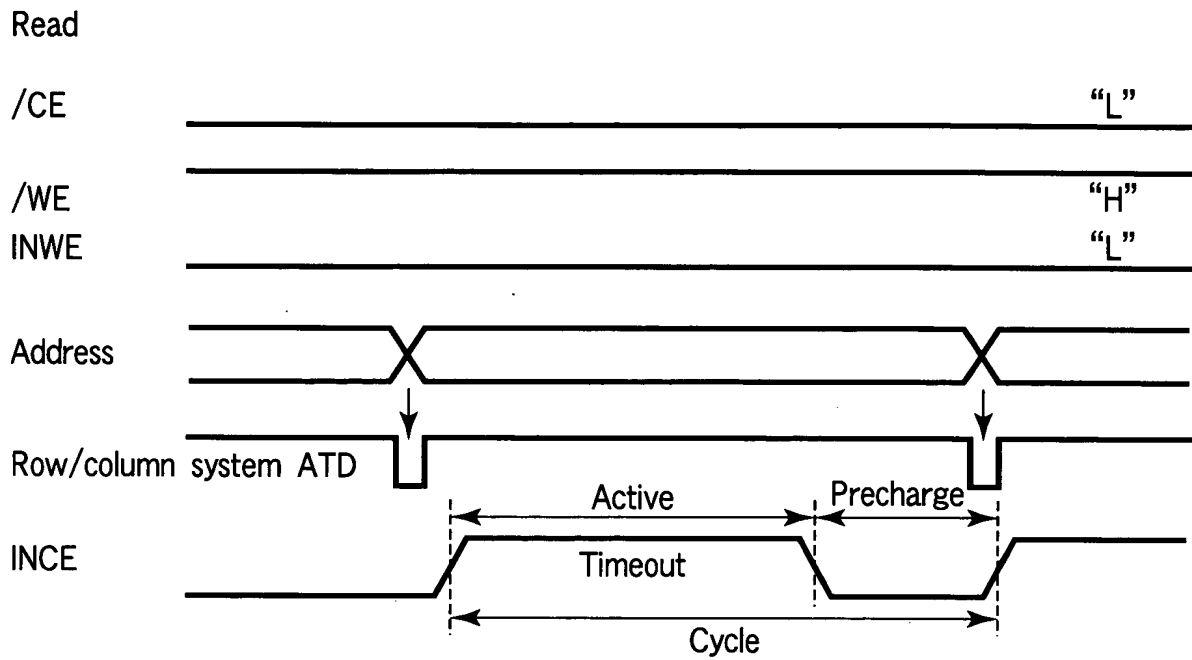 Read
/CE “L”
/WE “H”
INWE “L”
Address
Row/column system ATD
Active Precharge
INCE Timeout
Cycle